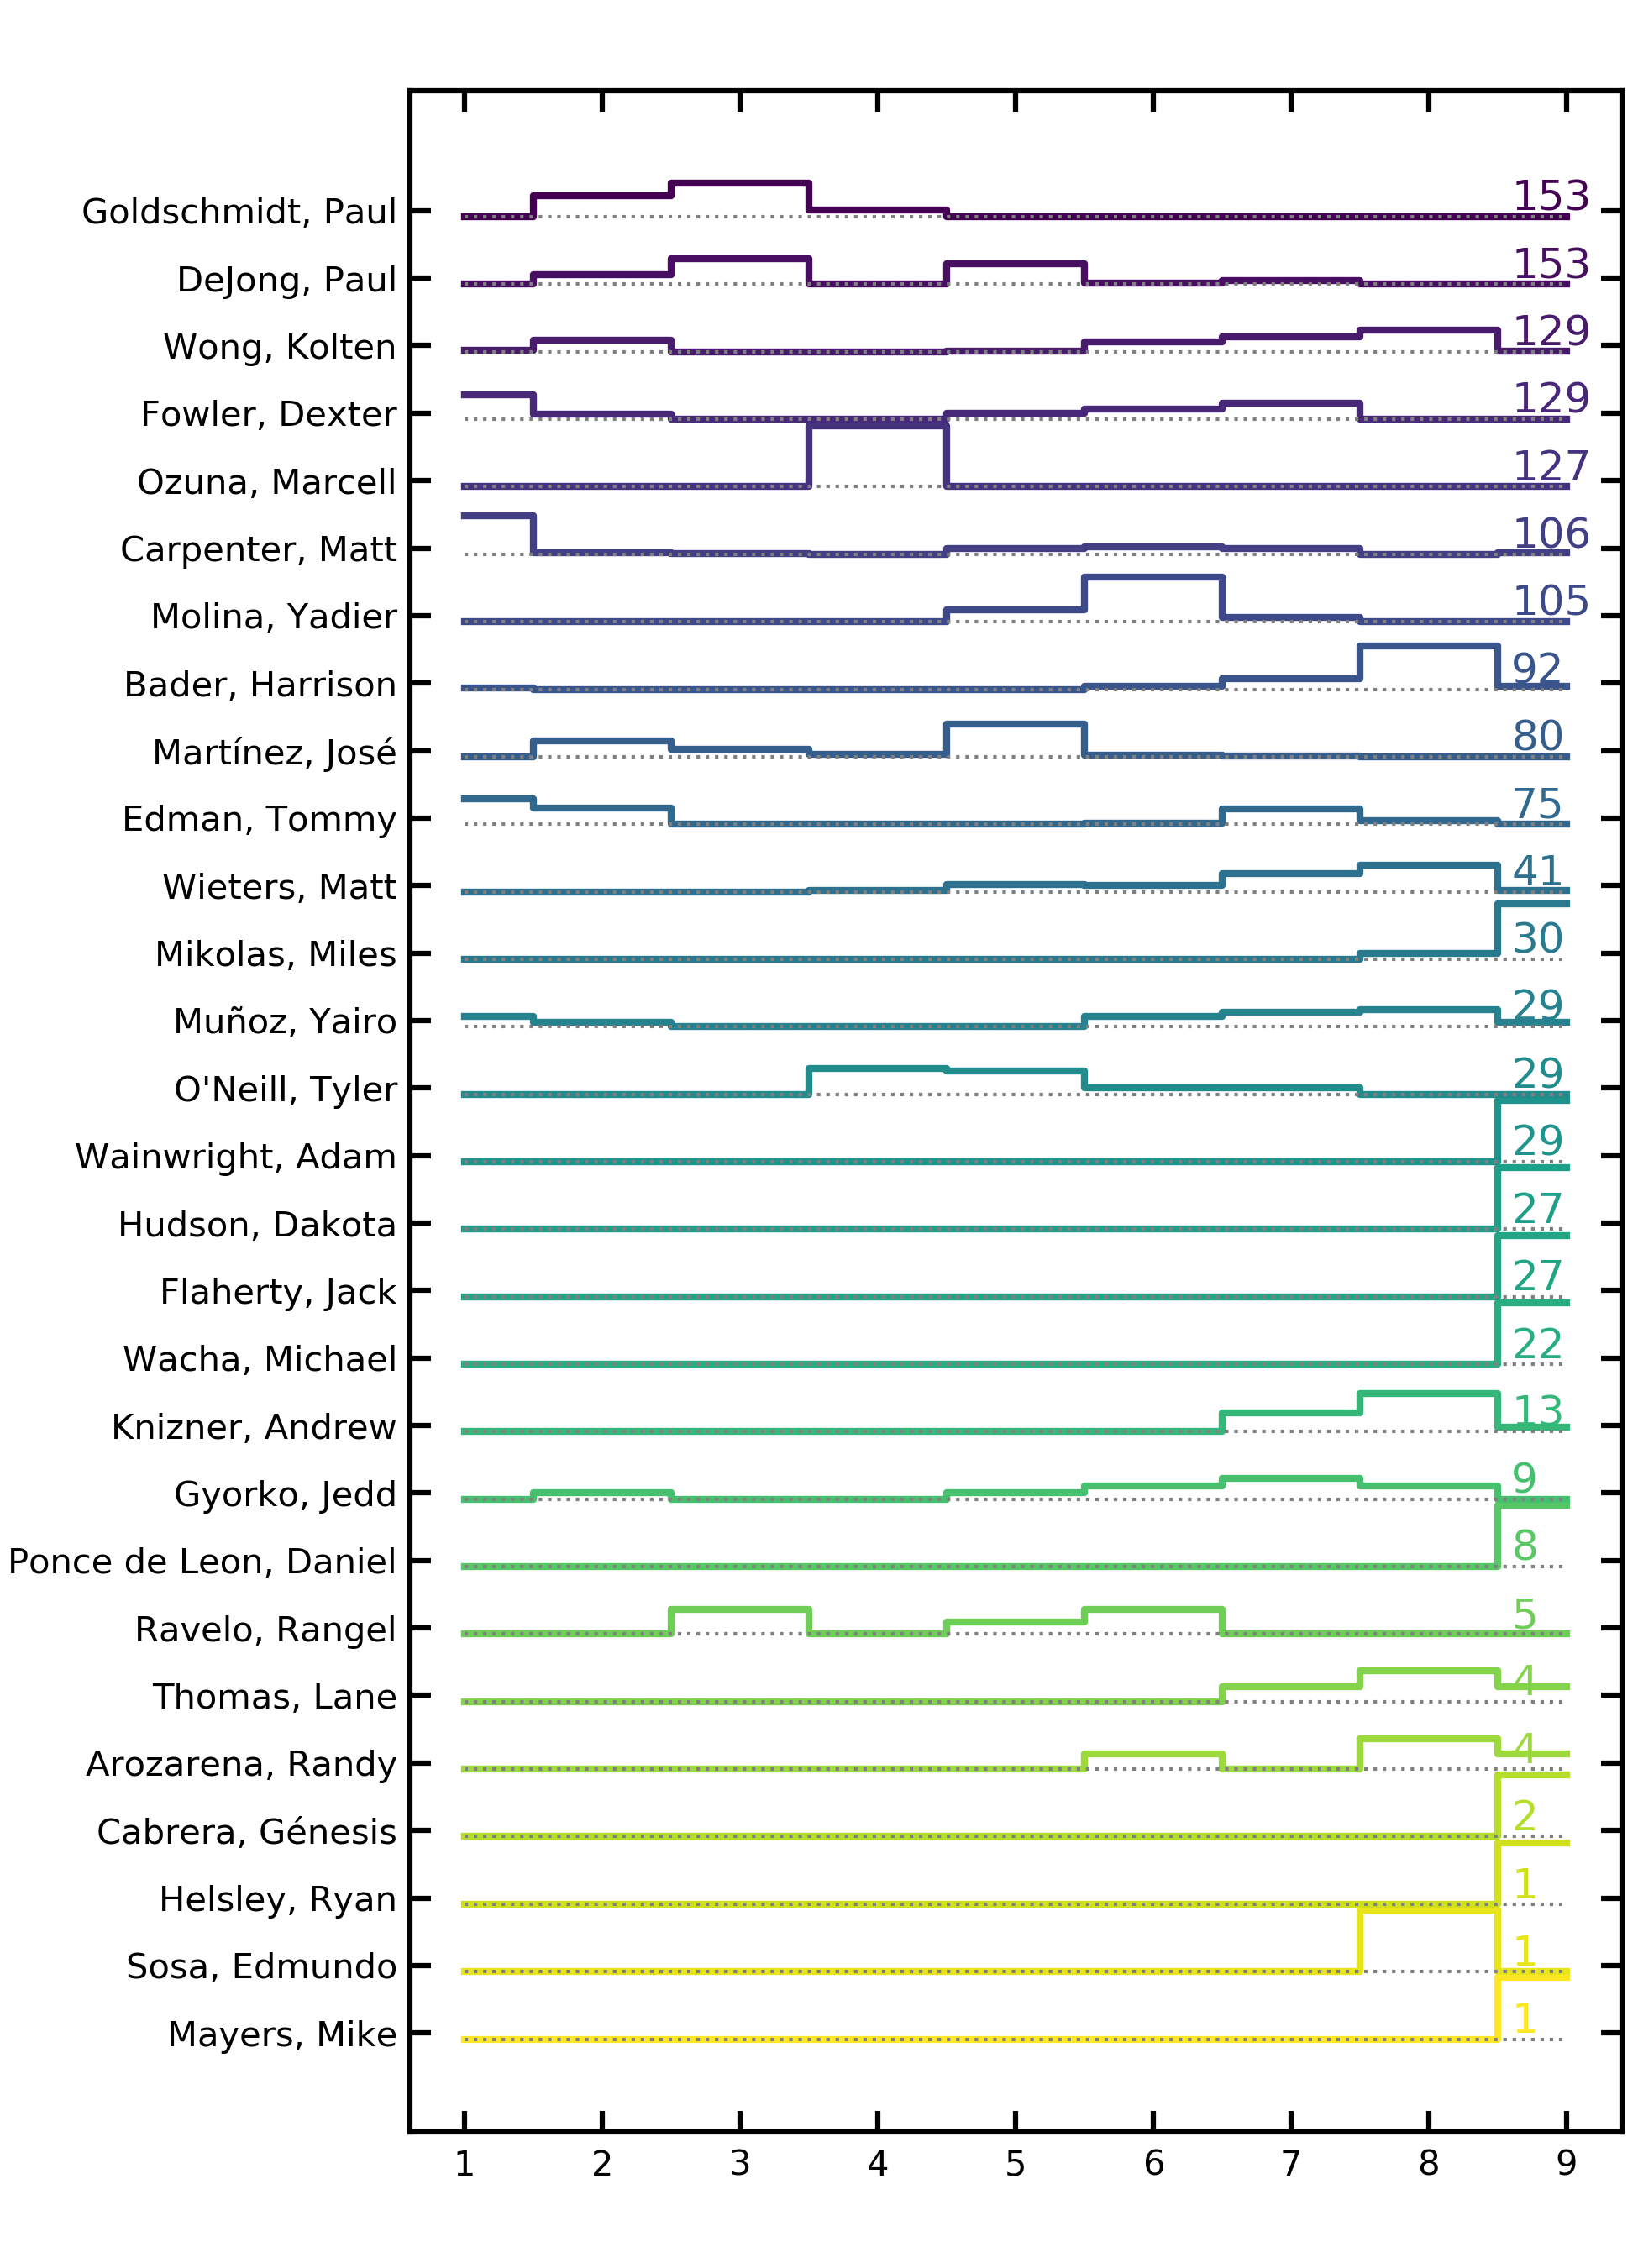 Goldschmidt, Paul 153
DeJong, Paul 153
Wong, Kolten 129
Fowler, Dexter 129
Ozuna, Marcell 127
Carpenter, Matt 106
Molina, Yadier 105
Bader, Harrison 92
Martínez, José 80
Edman, Tommy 75
Wieters, Matt 41
Mikolas, Miles 30
Muñoz, Yairo 29
O'Neill, Tyler 29
Wainwright, Adam 29
Hudson, Dakota 27
Flaherty, Jack 27
Wacha, Michael 22
Knizner, Andrew 13
Gyorko, Jedd 9
Ponce de Leon, Daniel 8
Ravelo, Rangel 5
Thomas, Lane 4
Arozarena, Randy 4
Cabrera, Génesis 2
Helsley, Ryan 1
Sosa, Edmundo 1
Mayers, Mike 1
1 2 3 4 5 6 7 8 9